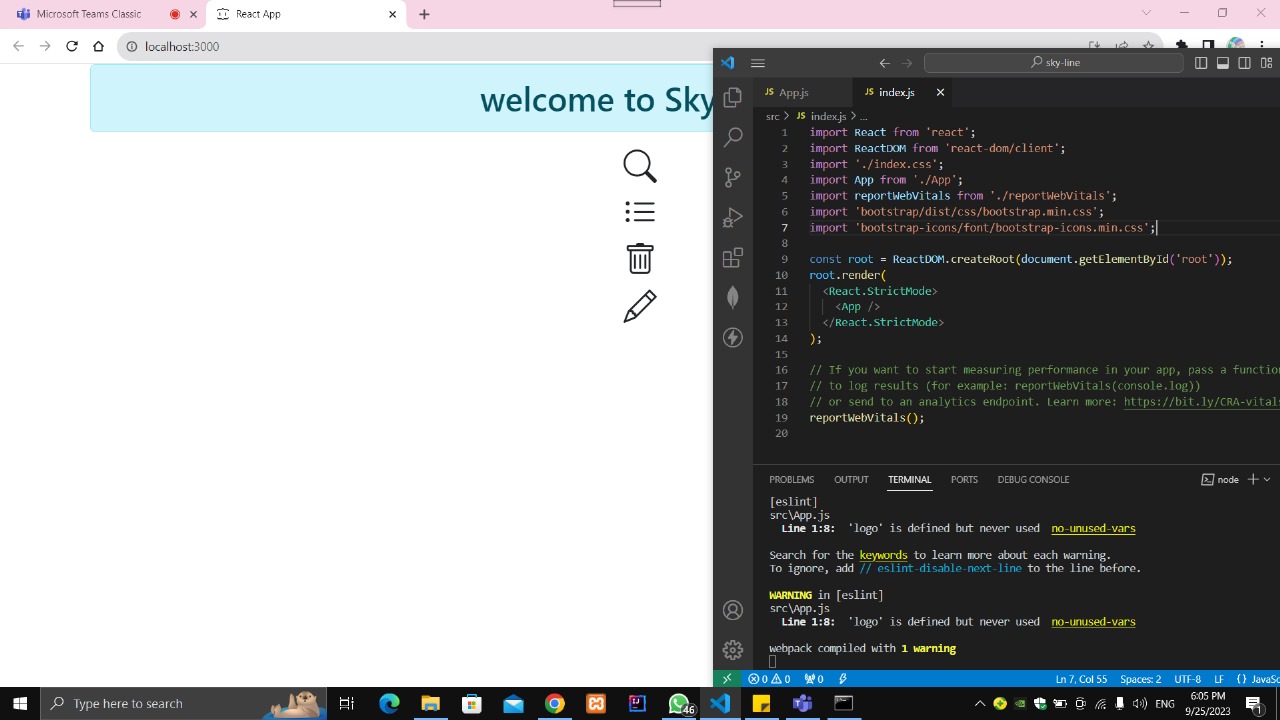 Microsoft Teams Classic
React App
localhost:3000
welcome to Sky
sky-line
App.js
index.js
src > JS index.js > ...
1 import React from 'react';
2 import ReactDOM from 'react-dom/client';
3 import './index.css';
4 import App from './App';
5 import reportWebVitals from './reportWebVitals';
6 import 'bootstrap/dist/css/bootstrap.min.css';
7 import 'bootstrap-icons/font/bootstrap-icons.min.css';
8
9 const root = ReactDOM.createRoot(document.getElementById('root'));
10 root.render(
11 <React.StrictMode>
12 <App />
13 </React.StrictMode>
14 );
15
16 // If you want to start measuring performance in your app, pass a function
17 // to log results (for example: reportWebVitals(console.log))
18 // or send to an analytics endpoint. Learn more: https://bit.ly/CRA-vitals
19 reportWebVitals();
20
PROBLEMS OUTPUT TERMINAL PORTS DEBUG CONSOLE node
[eslint]
src\App.js
Line 1:8: 'logo' is defined but never used no-unused-vars
Search for the keywords to learn more about each warning.
To ignore, add // eslint-disable-next-line to the line before.
WARNING in [eslint]
src\App.js
Line 1:8: 'logo' is defined but never used no-unused-vars
webpack compiled with 1 warning
0 0 0 Ln 7, Col 55 Spaces: 2 UTF-8 LF {} JavaSc
Type here to search
46
ENG
6:05 PM
9/25/2023
1